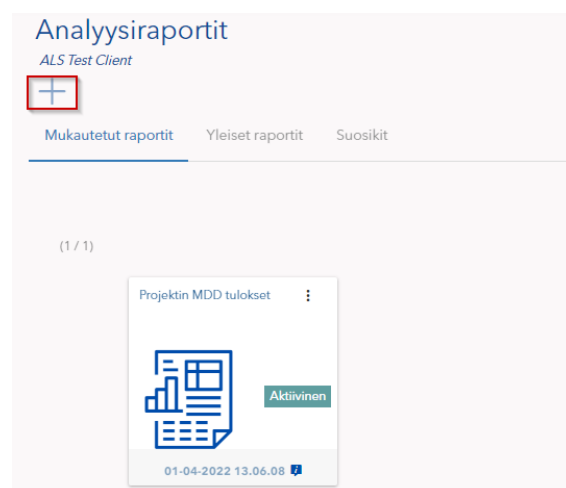 Analyysiraportit
ALS Test Client
Mukautetut raportit Yleiset raportit Suosikit
(1 / 1)
Projektin MDD tulokset
Aktiivinen
01-04-2022 13.06.08